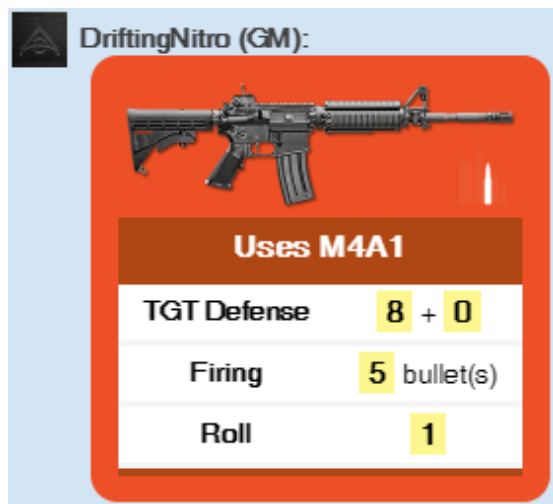 DriftingNitro (GM):
Uses M4A1
TGT Defense 8 + 0
Firing 5 bullet(s)
Roll 1